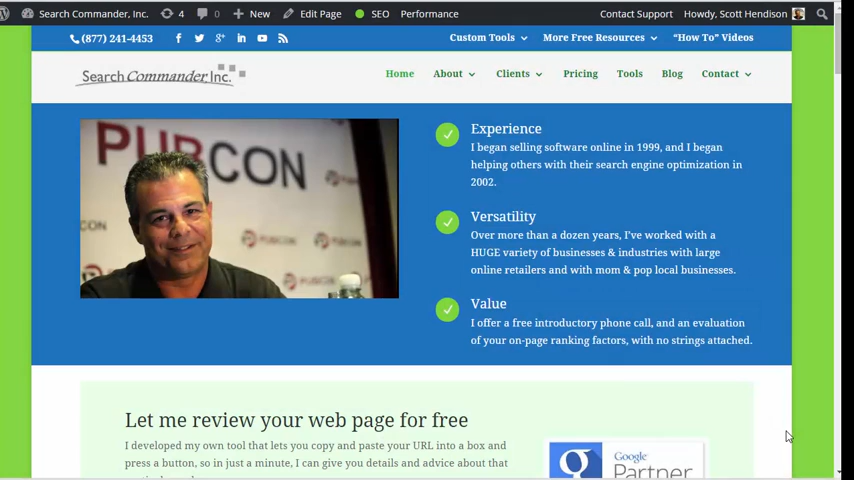 Search Commander, Inc. 4 0 New Edit Page SEO Performance Contact Support Howdy, Scott Hendison
(877) 241-4453 Custom Tools More Free Resources “How To” Videos
Search Commander Inc. Home About Clients Pricing Tools Blog Contact
PUBCON
CON PUBCON
Experience
I began selling software online in 1999, and I began
helping others with their search engine optimization in
2002.
Versatility
Over more than a dozen years, I've worked with a
HUGE variety of businesses & industries with large
online retailers and with mom & pop local businesses.
Value
I offer a free introductory phone call, and an evaluation
of your on-page ranking factors, with no strings attached.
Let me review your web page for free
I developed my own tool that lets you copy and paste your URL into a box and
press a button, so in just a minute, I can give you details and advice about that
Google
Partner